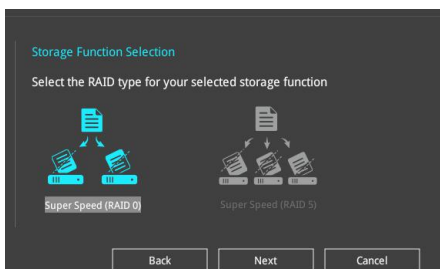 Storage Function Selection
Select the RAID type for your selected storage function
Super Speed (RAID 0)
Super Speed (RAID 5)
Back
Next
Cancel